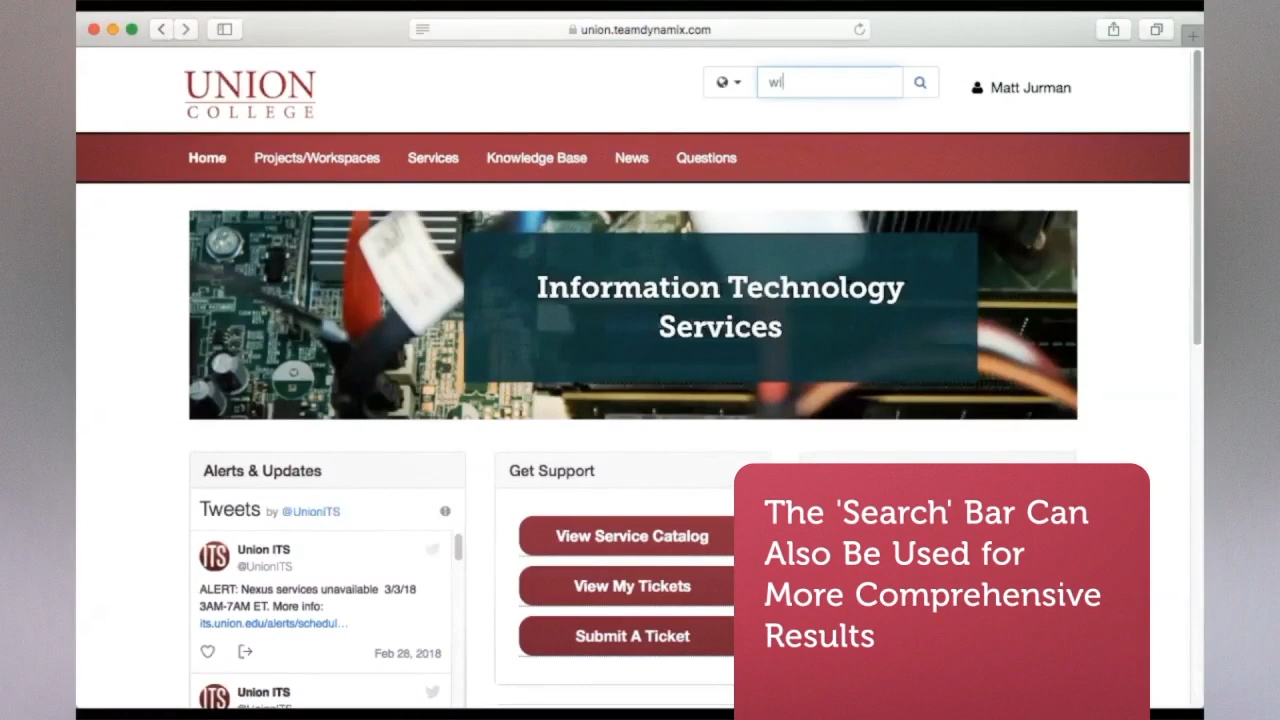 union.teamdynamix.com
UNION
COLLEGE
wi
Matt Jurman
Home Projects/Workspaces Services Knowledge Base News Questions
Information Technology
Services
Alerts & Updates
Tweets by @UnionITS
Union ITS
@UnionITS
ITS
ALERT: Nexus services unavailable 3/3/18
3AM-7AM ET. More info:
its.union.edu/alerts/schedul…
Feb 28, 2018
Union ITS
ITS
Get Support
View Service Catalog
View My Tickets
Submit A Ticket
The 'Search' Bar Can
Also Be Used for
More Comprehensive
Results